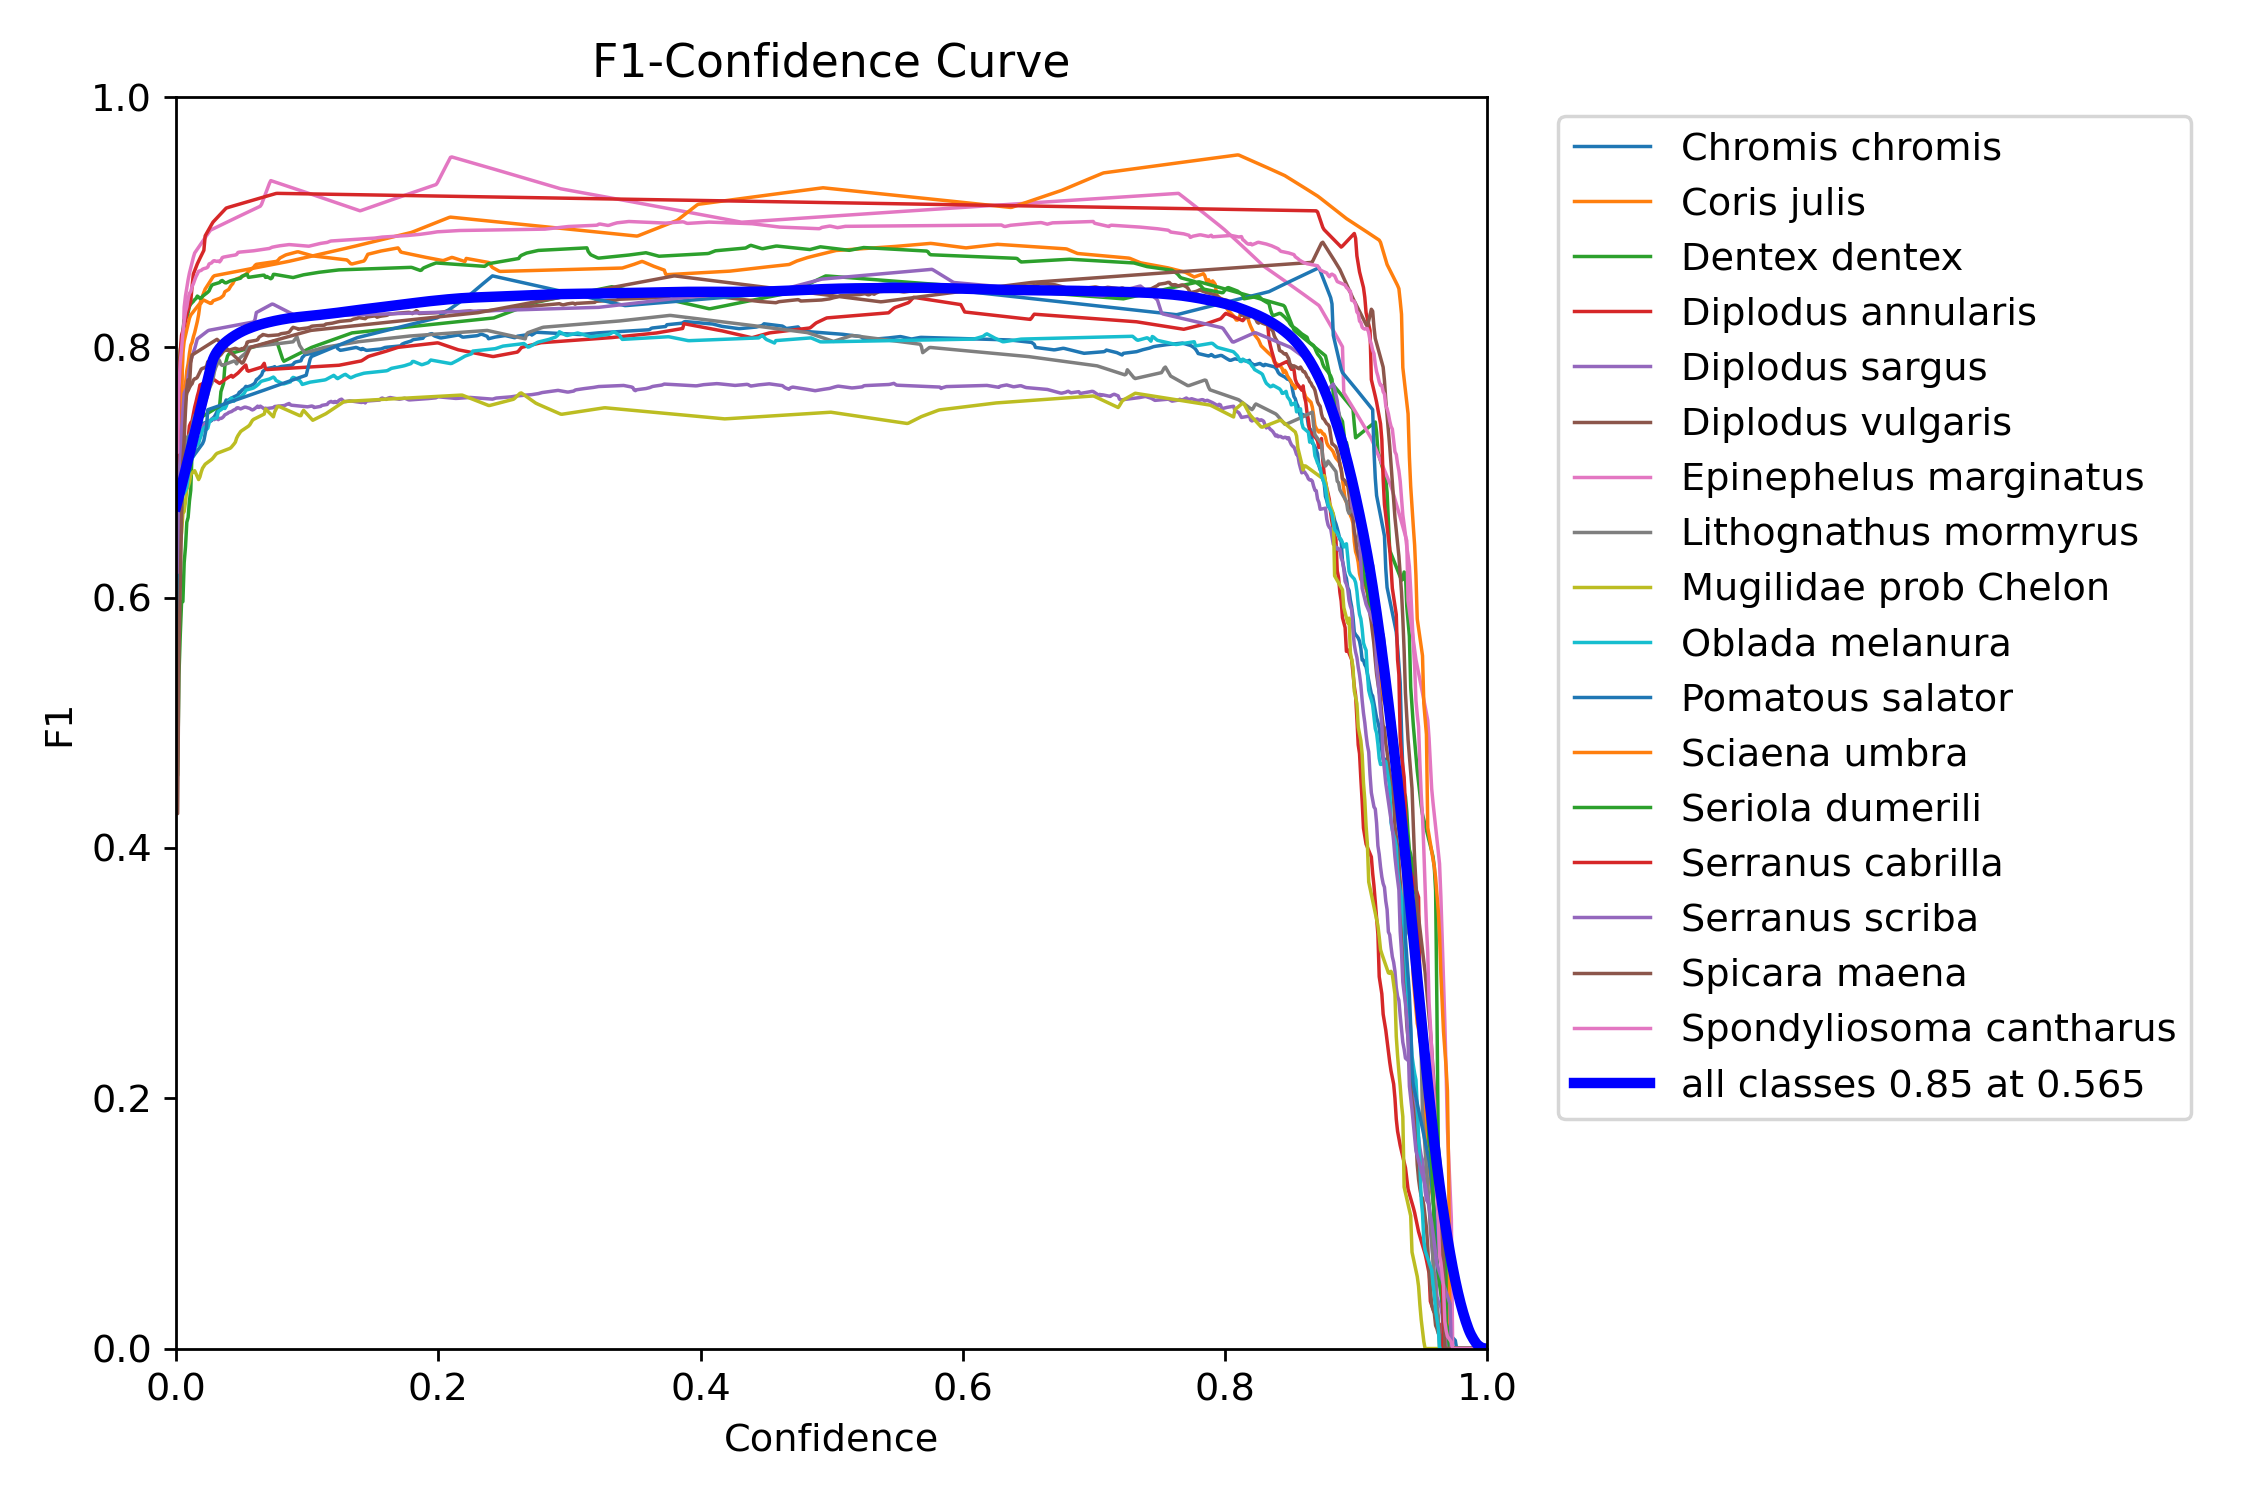 F1-Confidence Curve
1.0
0.8
0.6
0.4
0.2
0.0
F1
0.0 0.2 0.4 0.6 0.8 1.0
Confidence
Chromis chromis
Coris julis
Dentex dentex
Diplodus annularis
Diplodus sargus
Diplodus vulgaris
Epinephelus marginatus
Lithognathus mormyrus
Mugilidae prob Chelon
Oblada melanura
Pomatous salator
Sciaena umbra
Seriola dumerili
Serranus cabrilla
Serranus scriba
Spicara maena
Spondyliosoma cantharus
all classes 0.85 at 0.565